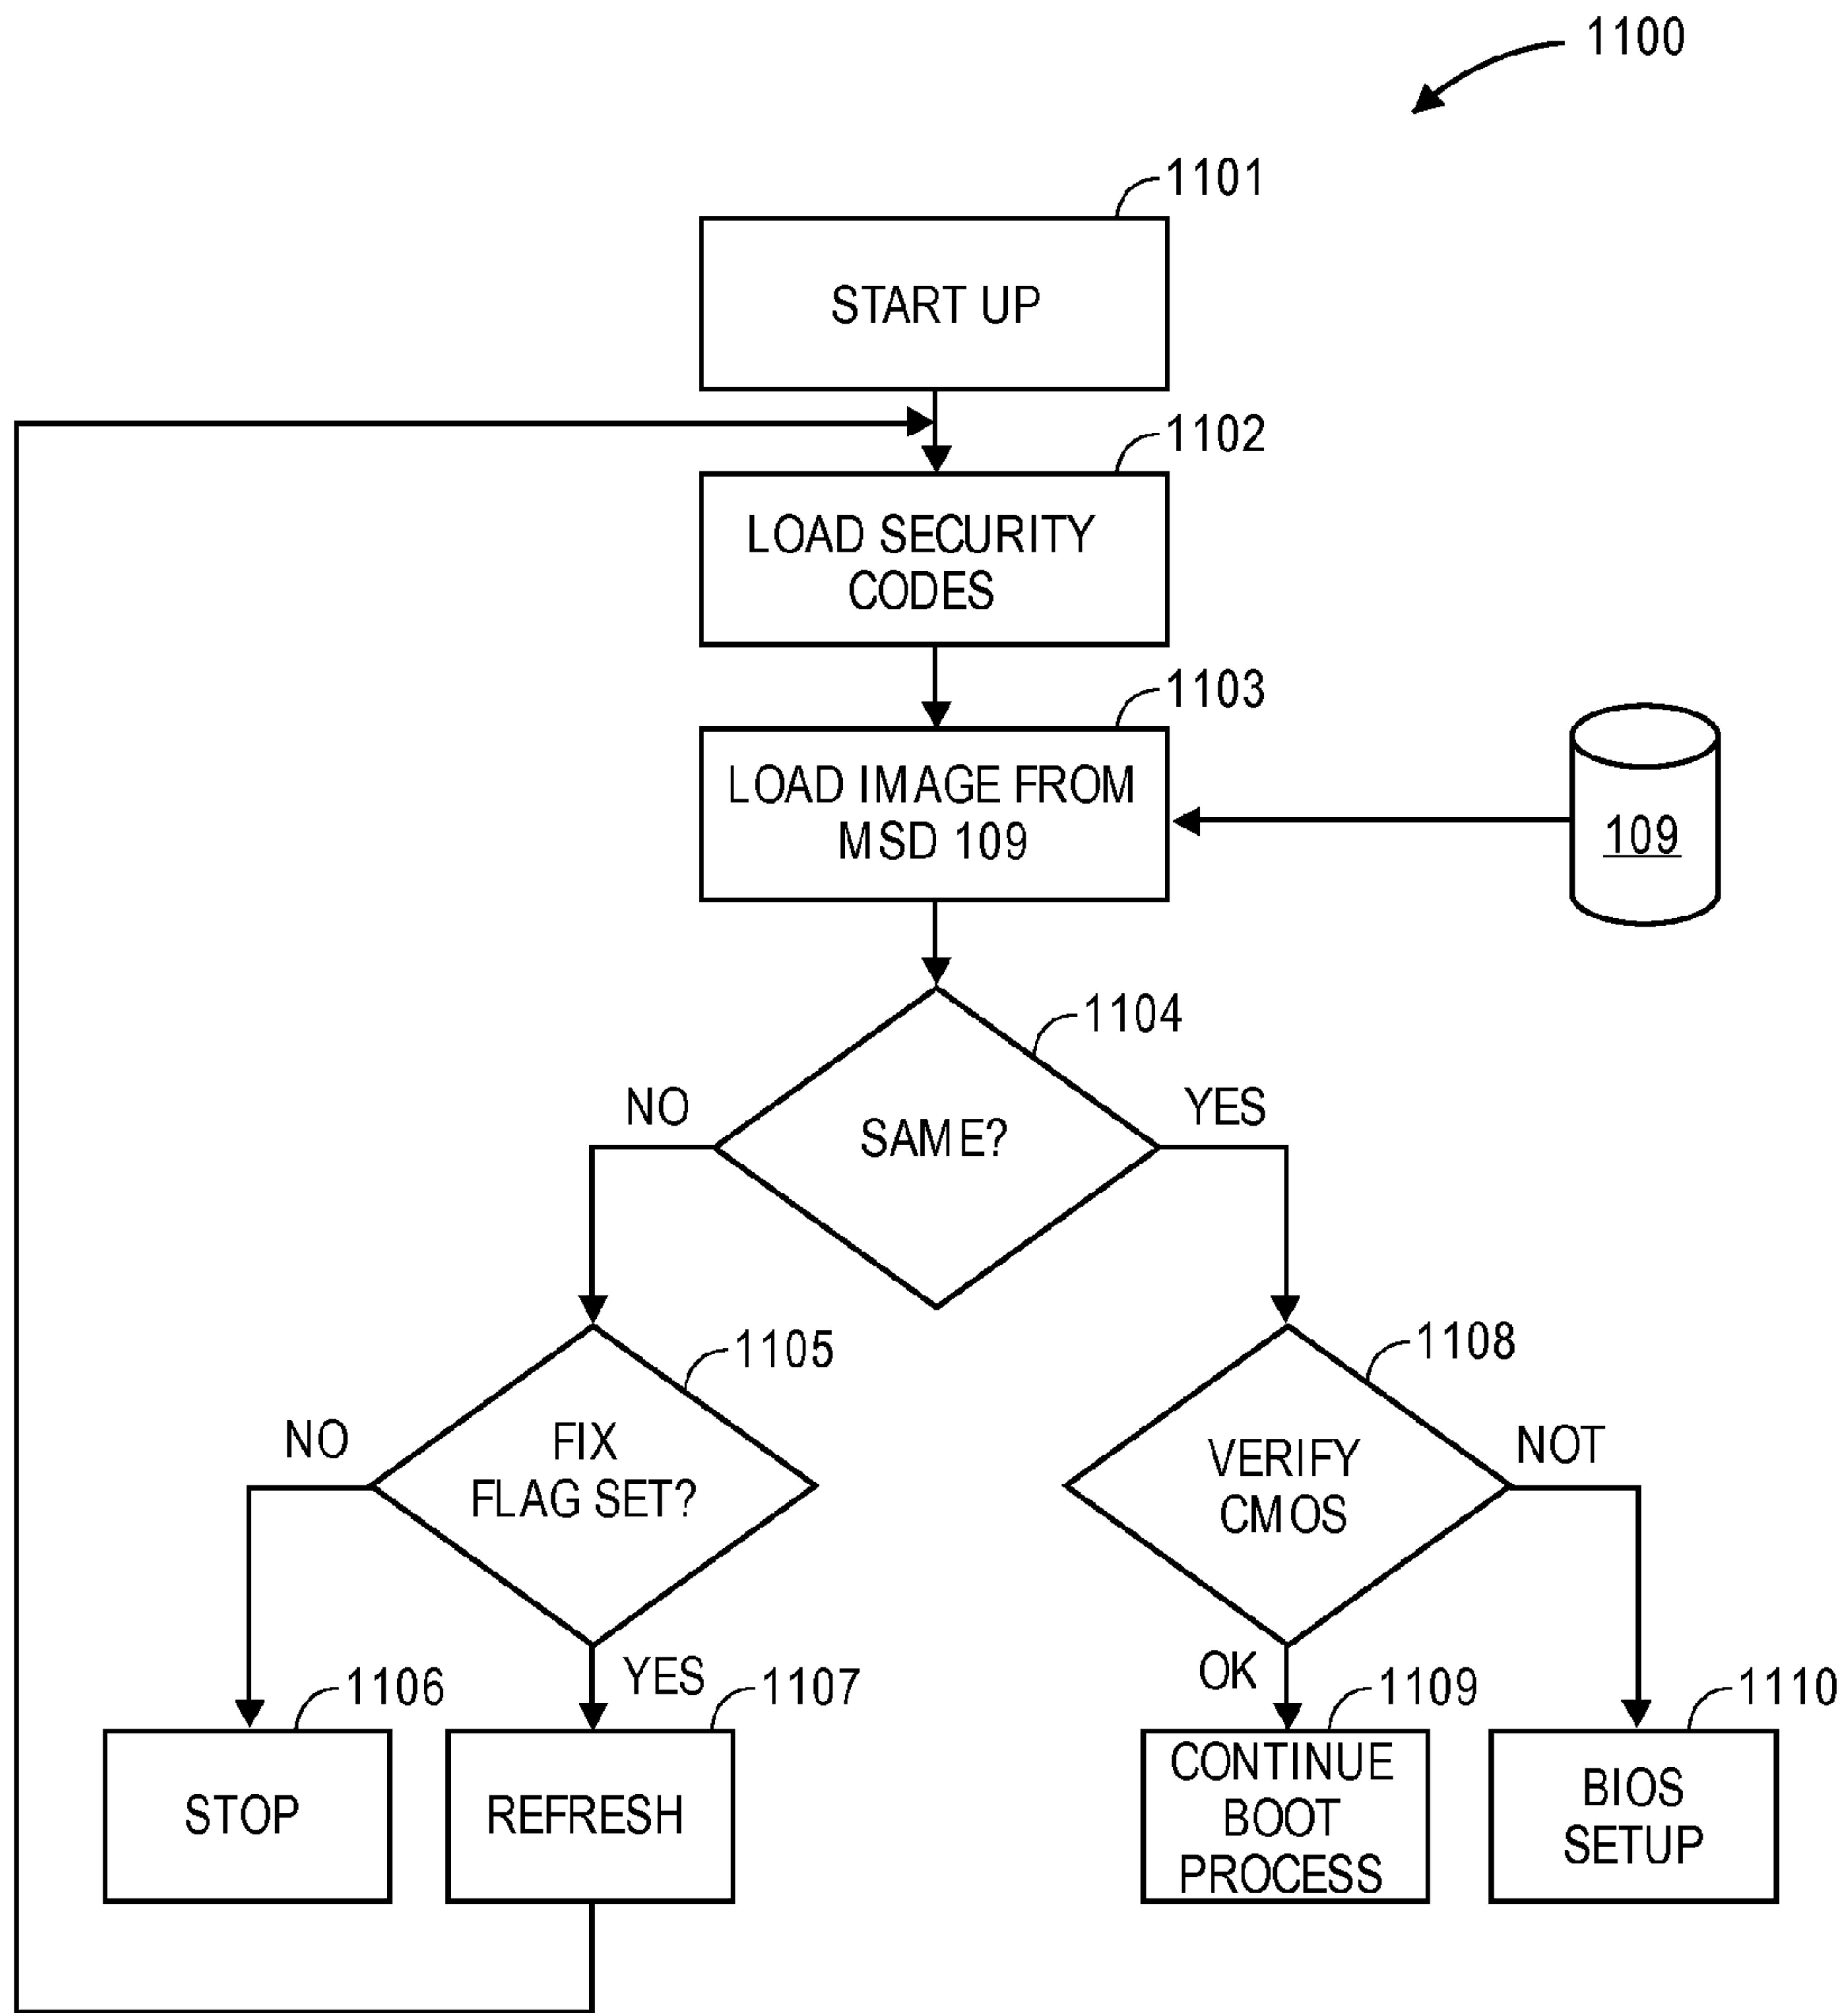 1100
1101
START UP
1102
LOAD SECURITY
CODES
1103
LOAD IMAGE FROM
MSD 109
109
1104
NO
YES
SAME?
1105
1108
NO
FIX
FLAG SET?
VERIFY
CMOS
NOT
YES
OK
1106
1107
1109
1110
STOP
REFRESH
CONTINUE
BOOT
PROCESS
BIOS
SETUP